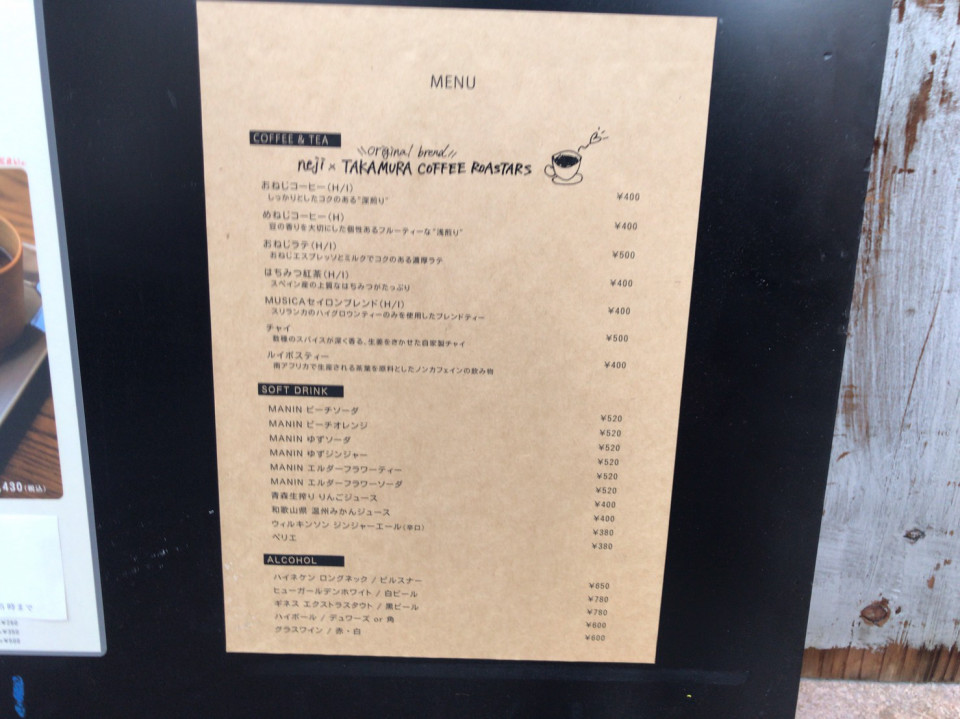 MENU
COFFEE & TEA
original brend
neji × TAKAMURA COFFEE ROASTARS
おねじコーヒー(H/I) ¥400
しっかりとしたコクのある"深煎り"
めねじコーヒー(H) ¥400
豆の香りを大切にした個性あるフルーティーな"浅煎り"
おねじラテ(H/I) ¥500
おねじエスプレッソとミルクでコクのある濃厚ラテ
はちみつ紅茶(H/I) ¥400
スペイン産の上質なはちみつがたっぷり
MUSICAセイロンブレンド(H/I) ¥400
スリランカのハイグロウンティーのみを使用したブレンドティー
チャイ ¥500
数種のスパイスが深く香る、生姜をきかせた自家製チャイ
ルイボスティー ¥400
南アフリカで生産される茶葉を原料としたノンカフェインの飲み物
SOFT DRINK
MANIN ピーチソーダ ¥520
MANIN ピーチオレンジ ¥520
MANIN ゆずソーダ ¥520
MANIN ゆずジンジャー ¥520
MANIN エルダーフラワーティー ¥520
MANIN エルダーフラワーソーダ ¥520
青森生搾り りんごジュース ¥400
和歌山県 温州みかんジュース ¥400
ウィルキンソン ジンジャーエール(辛口) ¥380
ペリエ ¥380
ALCOHOL
ハイネケン ロングネック / ピルスナー ¥650
ヒューガールデンホワイト / 白ビール ¥780
ギネス エクストラスタウト / 黒ビール ¥780
ハイボール / デュワーズ or 角 ¥600
グラスワイン / 赤・白 ¥600
,430(税込)
時まで